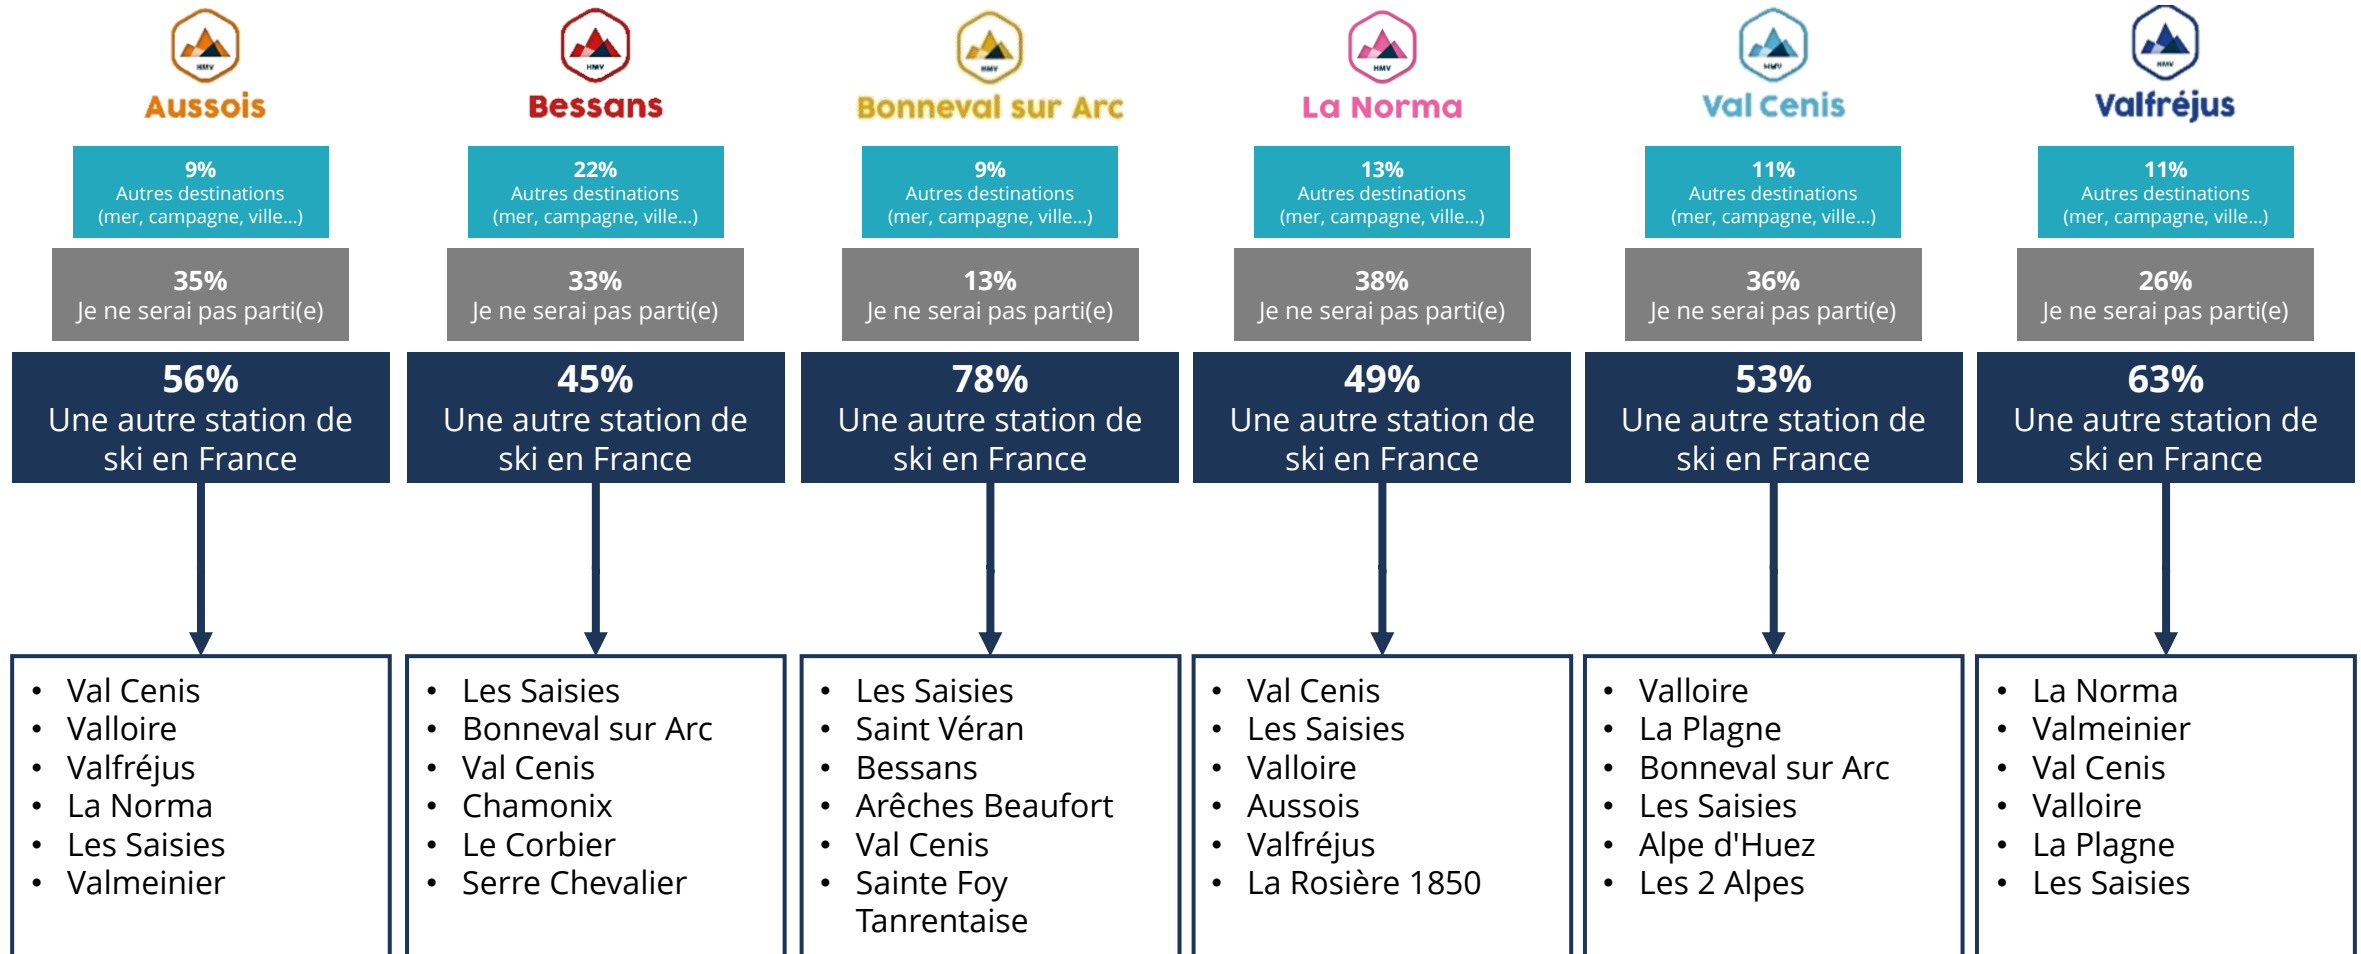 HMV
Aussois
9%
Autres destinations
(mer, campagne, ville...)
35%
Je ne serai pas parti(e)
56%
Une autre station de
ski en France
• Val Cenis
• Valloire
• Valfréjus
• La Norma
• Les Saisies
• Valmeinier
HMV
Bessans
22%
Autres destinations
(mer, campagne, ville...)
33%
Je ne serai pas parti(e)
45%
Une autre station de
ski en France
• Les Saisies
• Bonneval sur Arc
• Val Cenis
• Chamonix
• Le Corbier
• Serre Chevalier
HMV
Bonneval sur Arc
9%
Autres destinations
(mer, campagne, ville...)
13%
Je ne serai pas parti(e)
78%
Une autre station de
ski en France
• Les Saisies
• Saint Véran
• Bessans
• Arêches Beaufort
• Val Cenis
• Sainte Foy
Tanrentaise
HMV
La Norma
13%
Autres destinations
(mer, campagne, ville...)
38%
Je ne serai pas parti(e)
49%
Une autre station de
ski en France
• Val Cenis
• Les Saisies
• Valloire
• Aussois
• Valfréjus
• La Rosière 1850
HMV
Val Cenis
11%
Autres destinations
(mer, campagne, ville...)
36%
Je ne serai pas parti(e)
53%
Une autre station de
ski en France
• Valloire
• La Plagne
• Bonneval sur Arc
• Les Saisies
• Alpe d'Huez
• Les 2 Alpes
HMV
Valfréjus
11%
Autres destinations
(mer, campagne, ville...)
26%
Je ne serai pas parti(e)
63%
Une autre station de
ski en France
• La Norma
• Valmeinier
• Val Cenis
• Valloire
• La Plagne
• Les Saisies